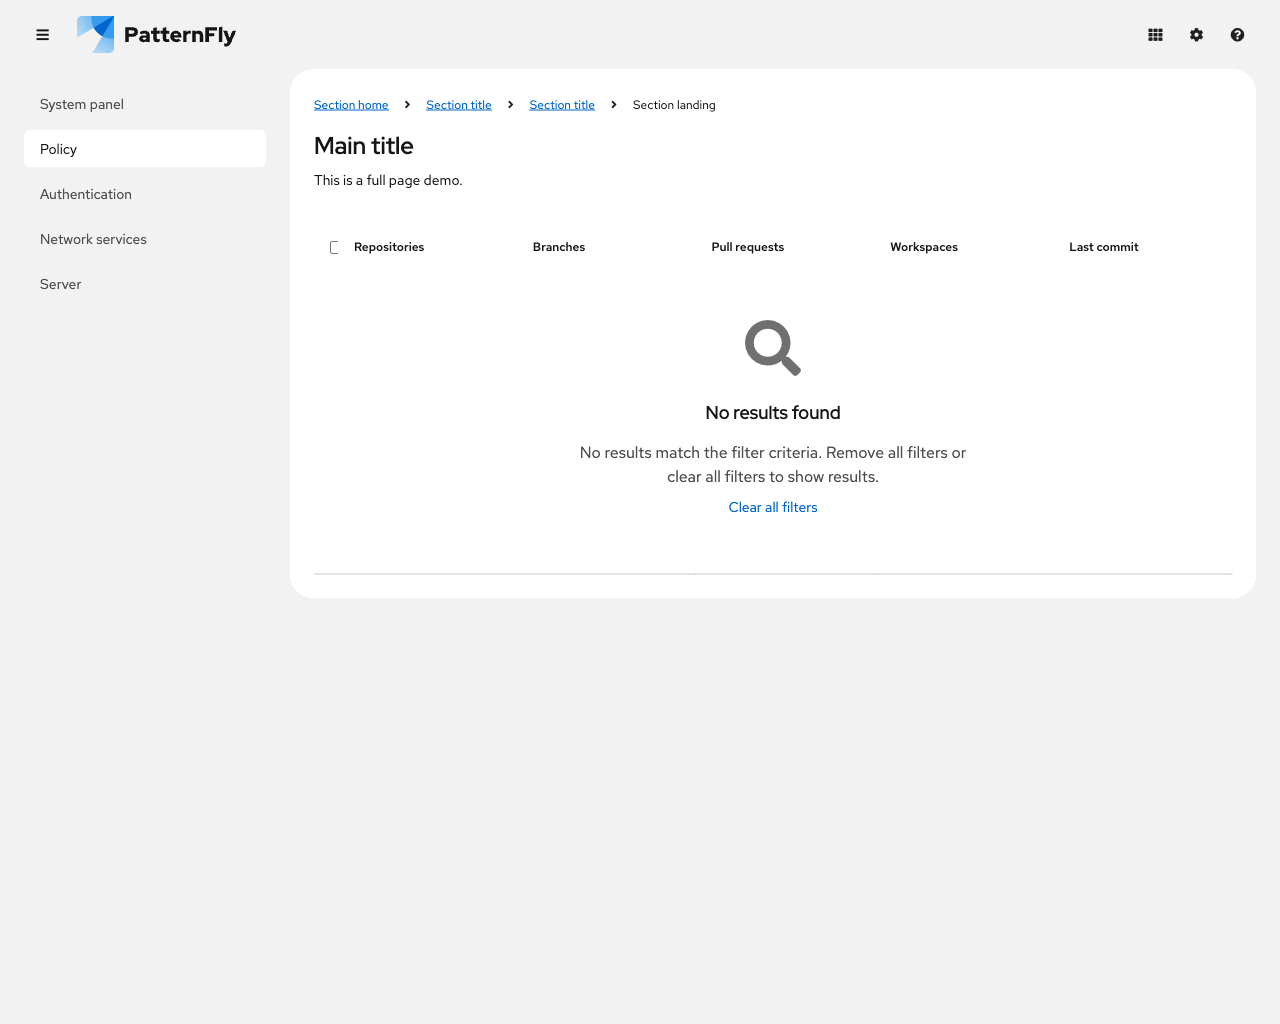 PatternFly
System panel
Policy
Authentication
Network services
Server
Section home Section title Section title Section landing
Main title
This is a full page demo.
Repositories Branches Pull requests Workspaces Last commit
No results found
No results match the filter criteria. Remove all filters or
clear all filters to show results.
Clear all filters